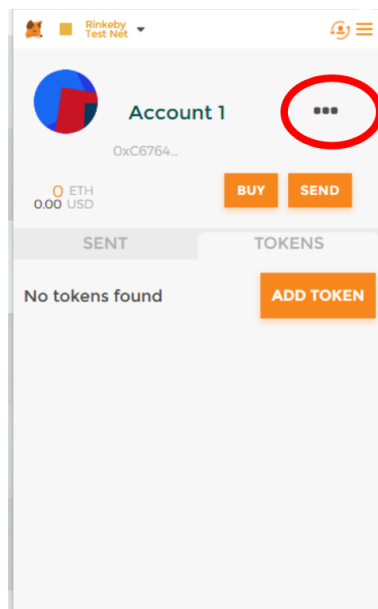 Rinkeby
Test Net
Account 1
0xC6764...
0 ETH
0.00 USD
BUY
SEND
SENT
TOKENS
No tokens found
ADD TOKEN